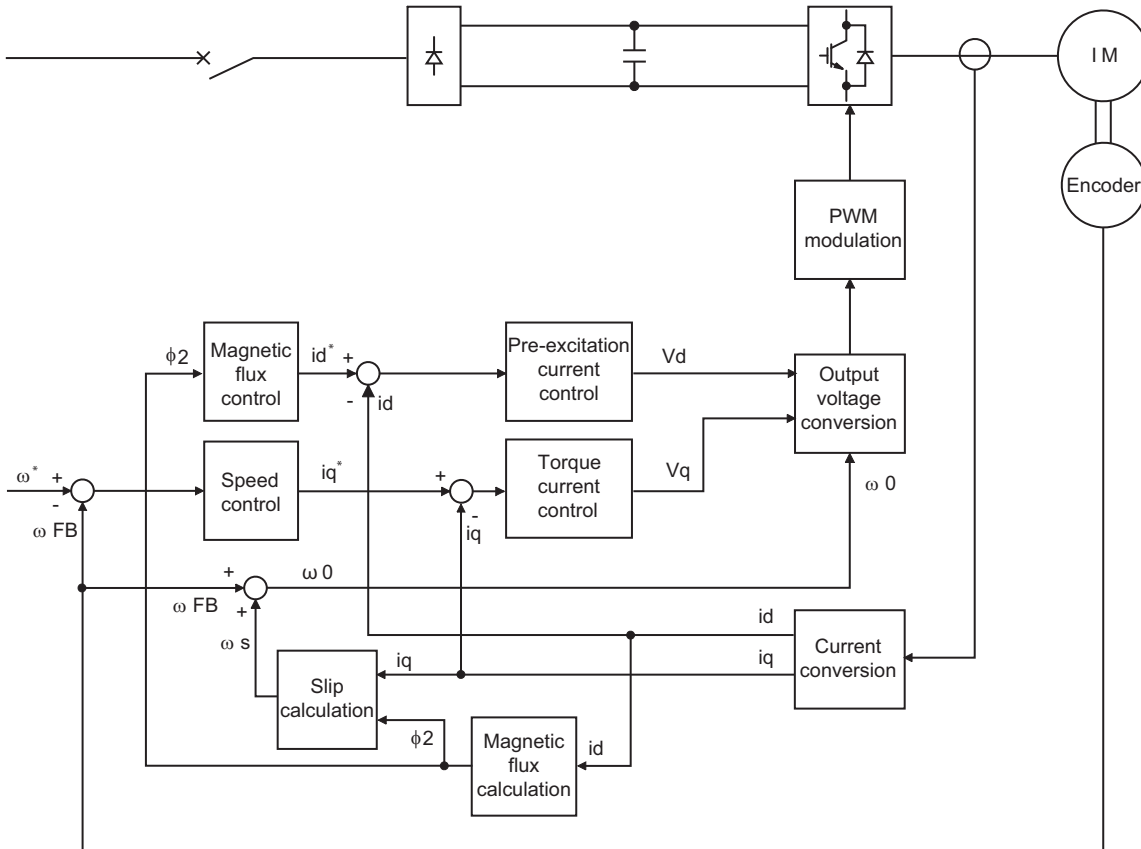 I M
Encoder
PWM
modulation
ϕ2
Magnetic
flux
control
id*
+
-
id
Pre-excitation
current
control
Vd
Output
voltage
conversion
ω*
+
-
ω FB
Speed
control
iq*
+
-
iq
Torque
current
control
Vq
ω 0
+
ω FB
+
ω s
ω 0
Slip
calculation
iq
ϕ2
Magnetic
flux
calculation
id
id
iq
Current
conversion